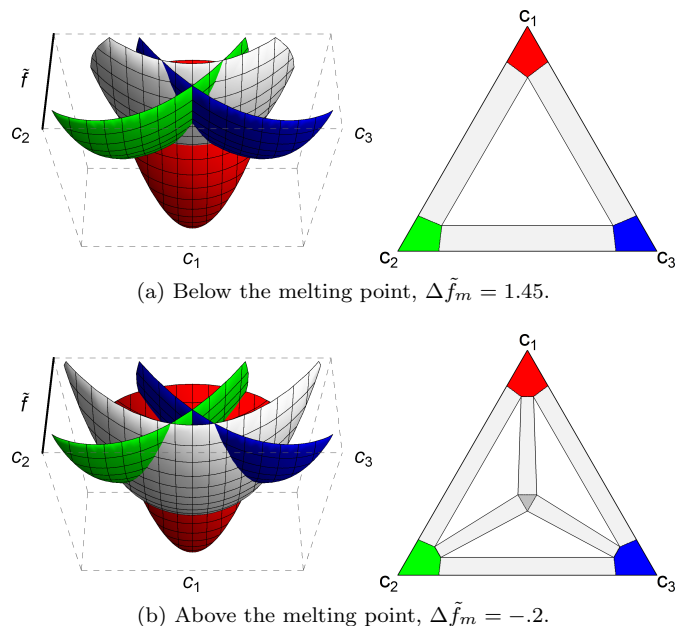 c₁
f̃
c₂
c₃
c₁
c₂
c₃
(a) Below the melting point, Δf̃ₘ = 1.45.
c₁
f̃
c₂
c₃
c₁
c₂
c₃
(b) Above the melting point, Δf̃ₘ = −.2.